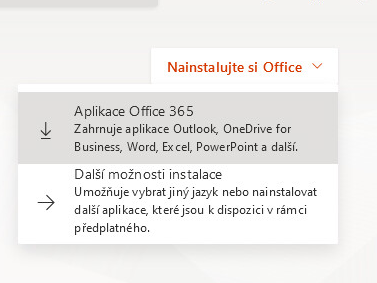 Nainstalujte si Office
Aplikace Office 365
Zahrnuje aplikace Outlook, OneDrive for
Business, Word, Excel, PowerPoint a další.
Další možnosti instalace
Umožňuje vybrat jiný jazyk nebo nainstalovat
další aplikace, které jsou k dispozici v rámci
předplatného.